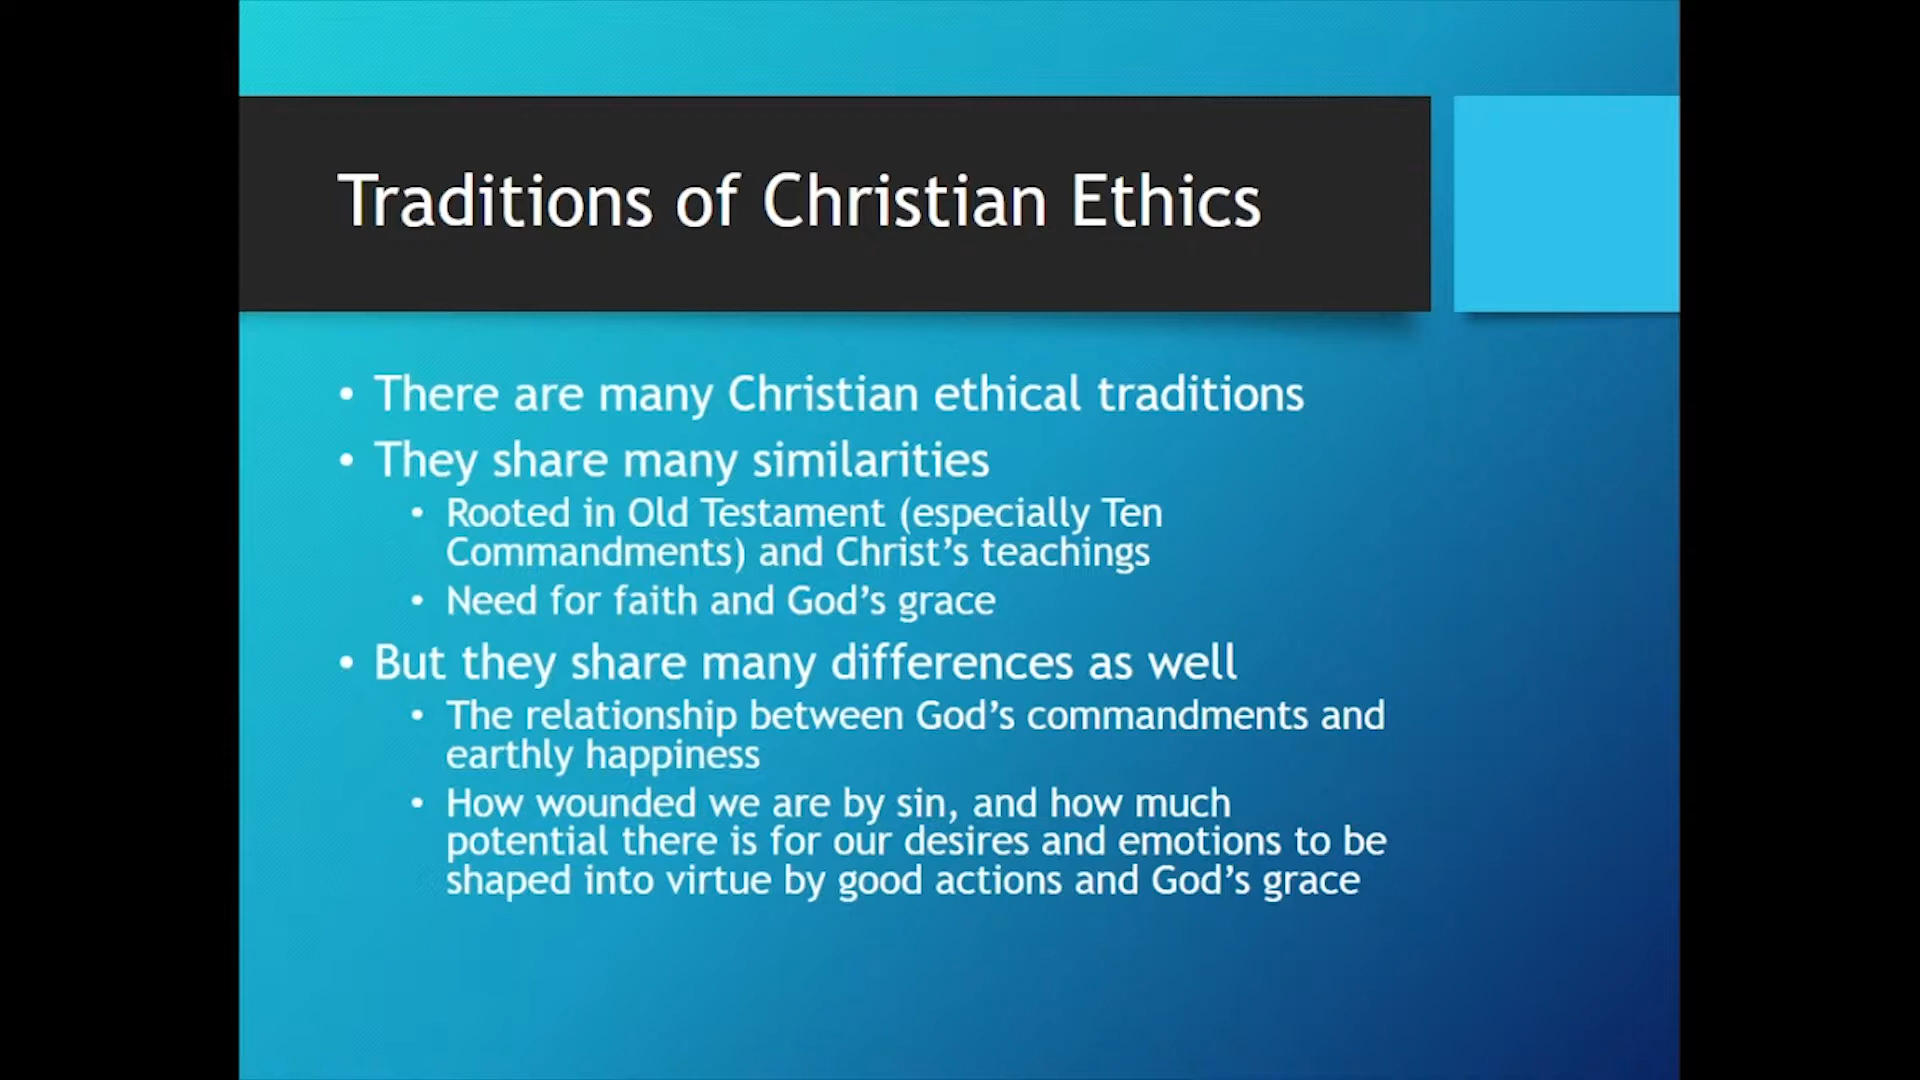 Traditions of Christian Ethics
• There are many Christian ethical traditions
• They share many similarities
• Rooted in Old Testament (especially Ten
Commandments) and Christ’s teachings
• Need for faith and God’s grace
• But they share many differences as well
• The relationship between God’s commandments and
earthly happiness
• How wounded we are by sin, and how much
potential there is for our desires and emotions to be
shaped into virtue by good actions and God’s grace